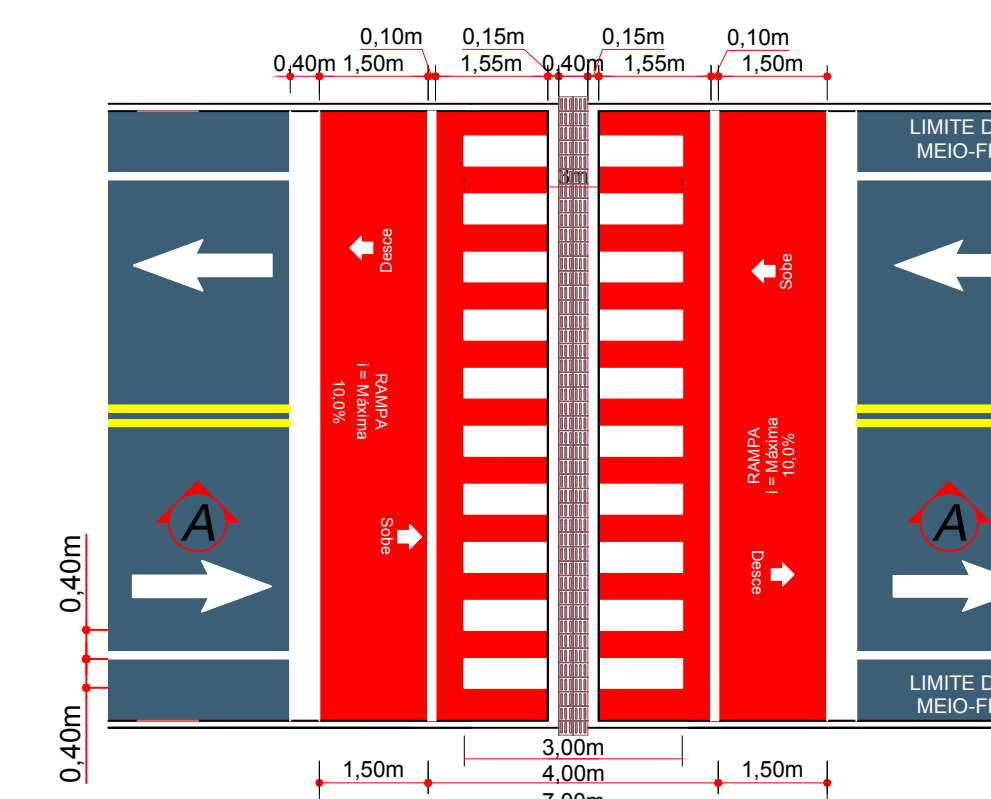 0,10m 0,15m 0,15m 0,10m
0,40m 1,50m 1,55m 0,40m 1,55m 1,50m
LIMITE D
MEIO-FI
3m
Desce
Sobe
RAMPA
i = Máxima
10,0%
RAMPA
i = Máxima
10,0%
A
A
Sobe
Desce
0,40m
0,40m
LIMITE D
MEIO-FI
3,00m
1,50m 4,00m 1,50m
7,00m